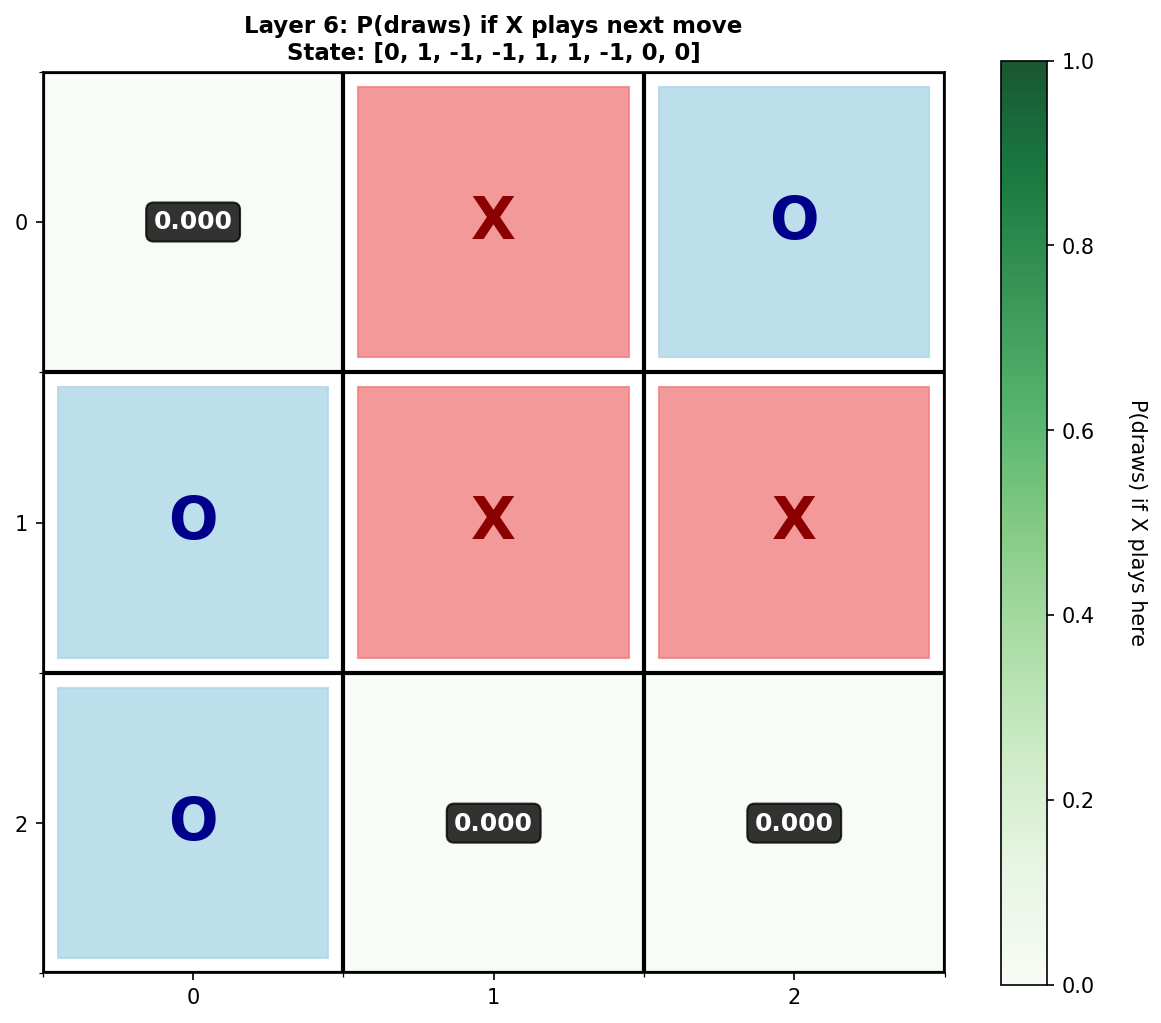 Layer 6: P(draws) if X plays next move
State: [0, 1, -1, -1, 1, 1, -1, 0, 0]
0.000
X
O
O
X
X
O
0.000
0.000
0
1
2
0
1
2
1.0
0.8
0.6
0.4
0.2
0.0
P(draws) if X plays here